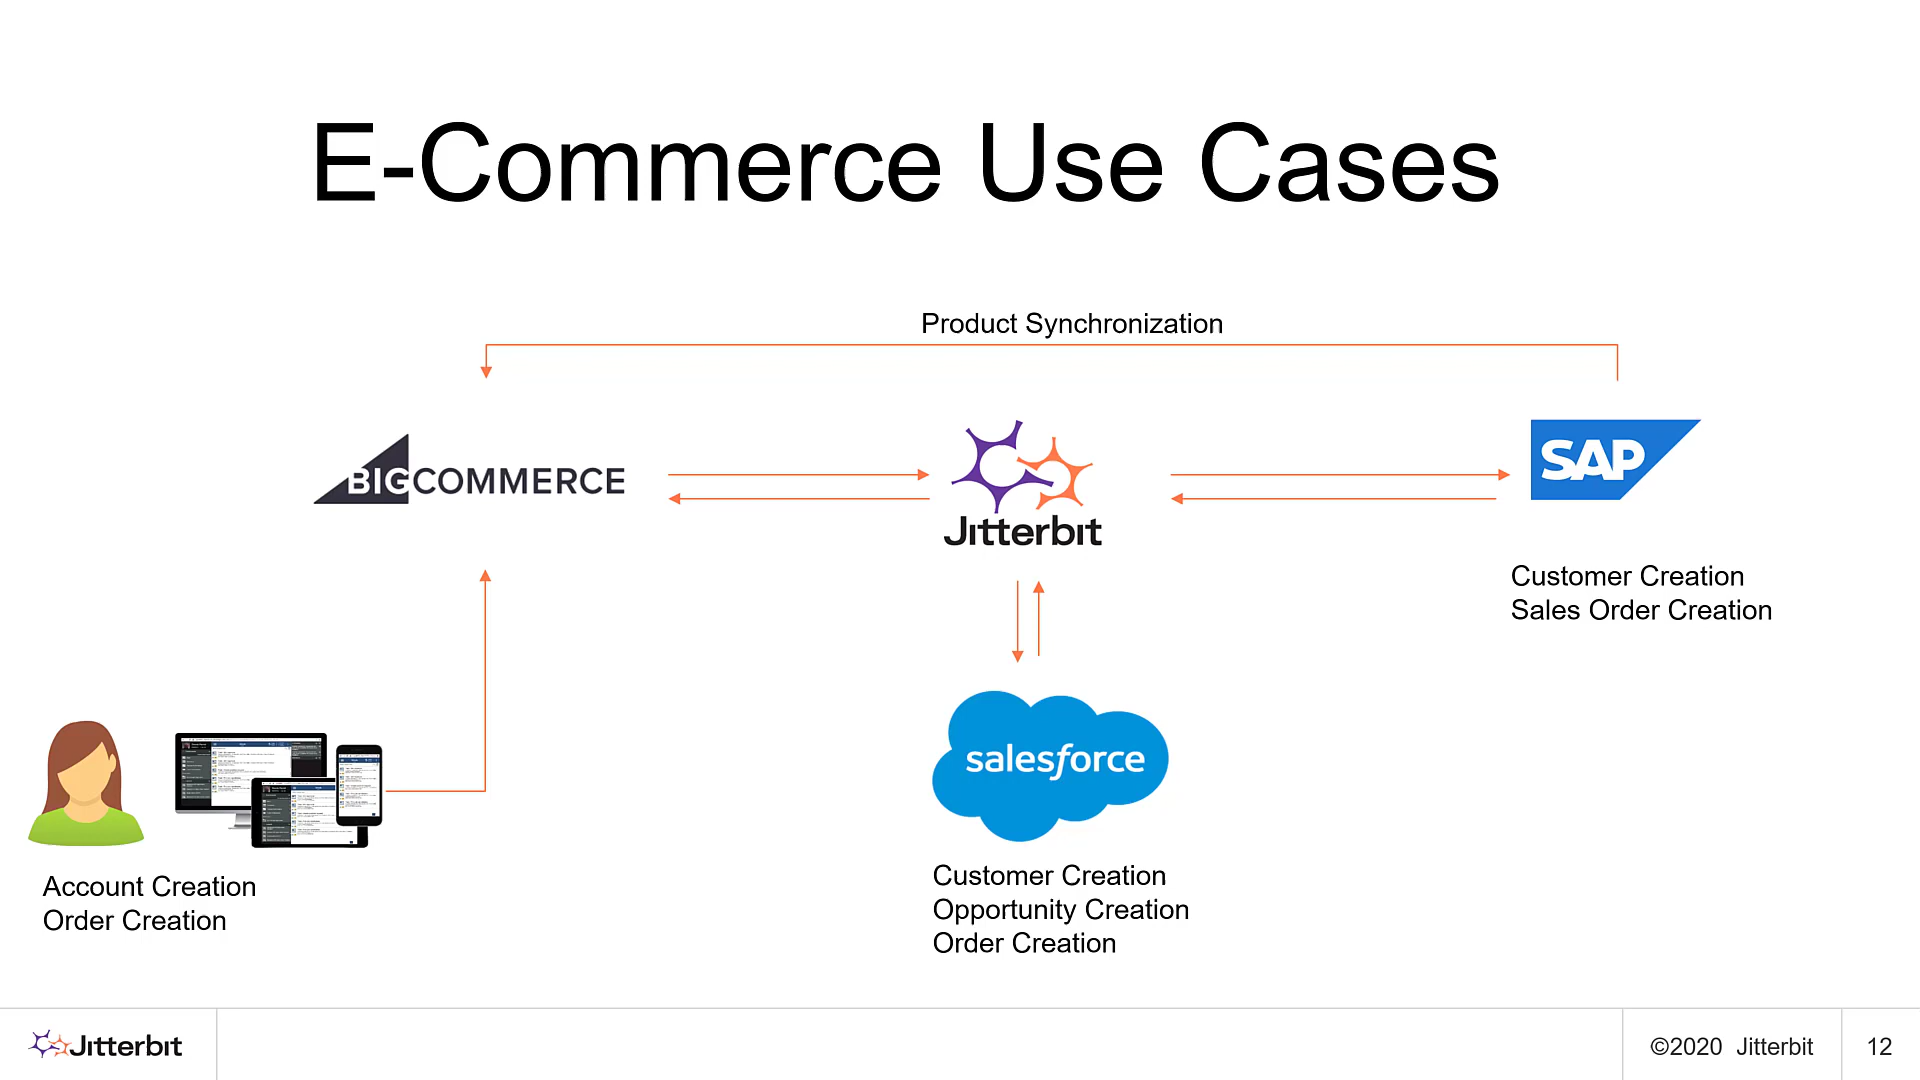 E-Commerce Use Cases
Product Synchronization
BIGCOMMERCE
Jitterbit
SAP
Customer Creation
Sales Order Creation
salesforce
Account Creation
Order Creation
Customer Creation
Opportunity Creation
Order Creation
Jitterbit
©2020 Jitterbit
12